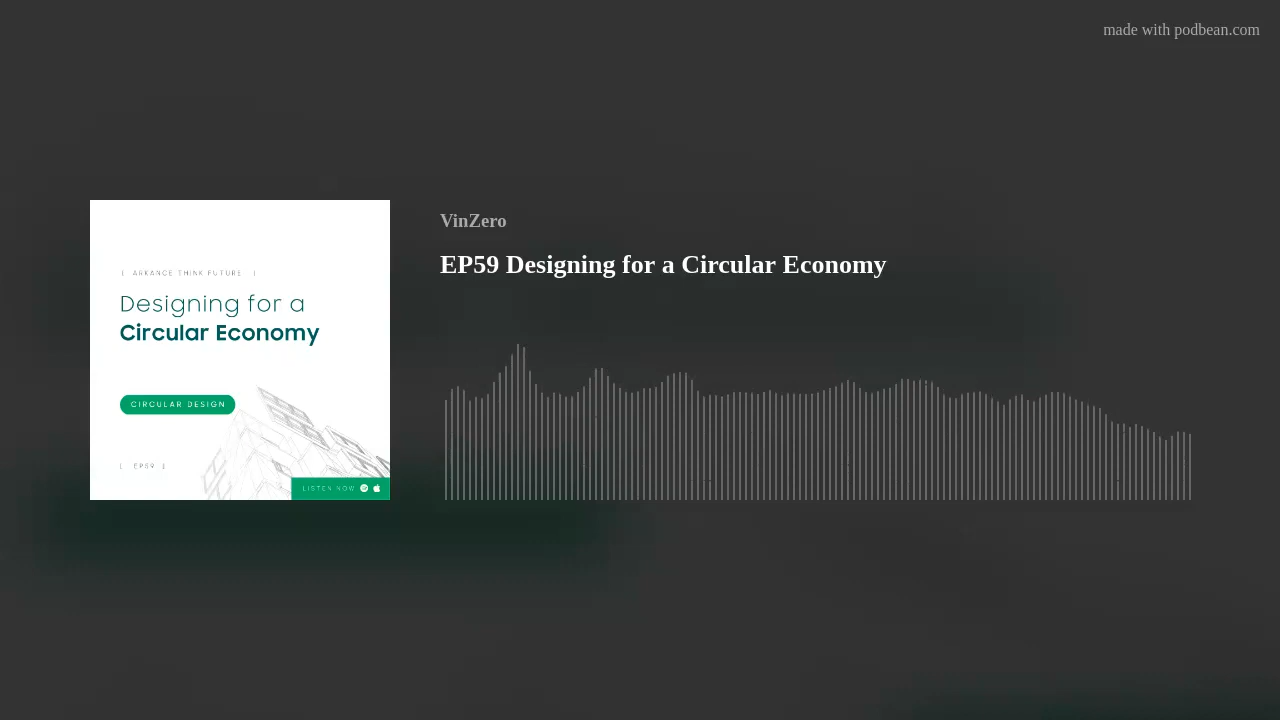 made with podbean.com
VinZero
EP59 Designing for a Circular Economy
[ ARKANCE THINK FUTURE ]
Designing for a
Circular Economy
CIRCULAR DESIGN
[ EP59 ]
LISTEN NOW